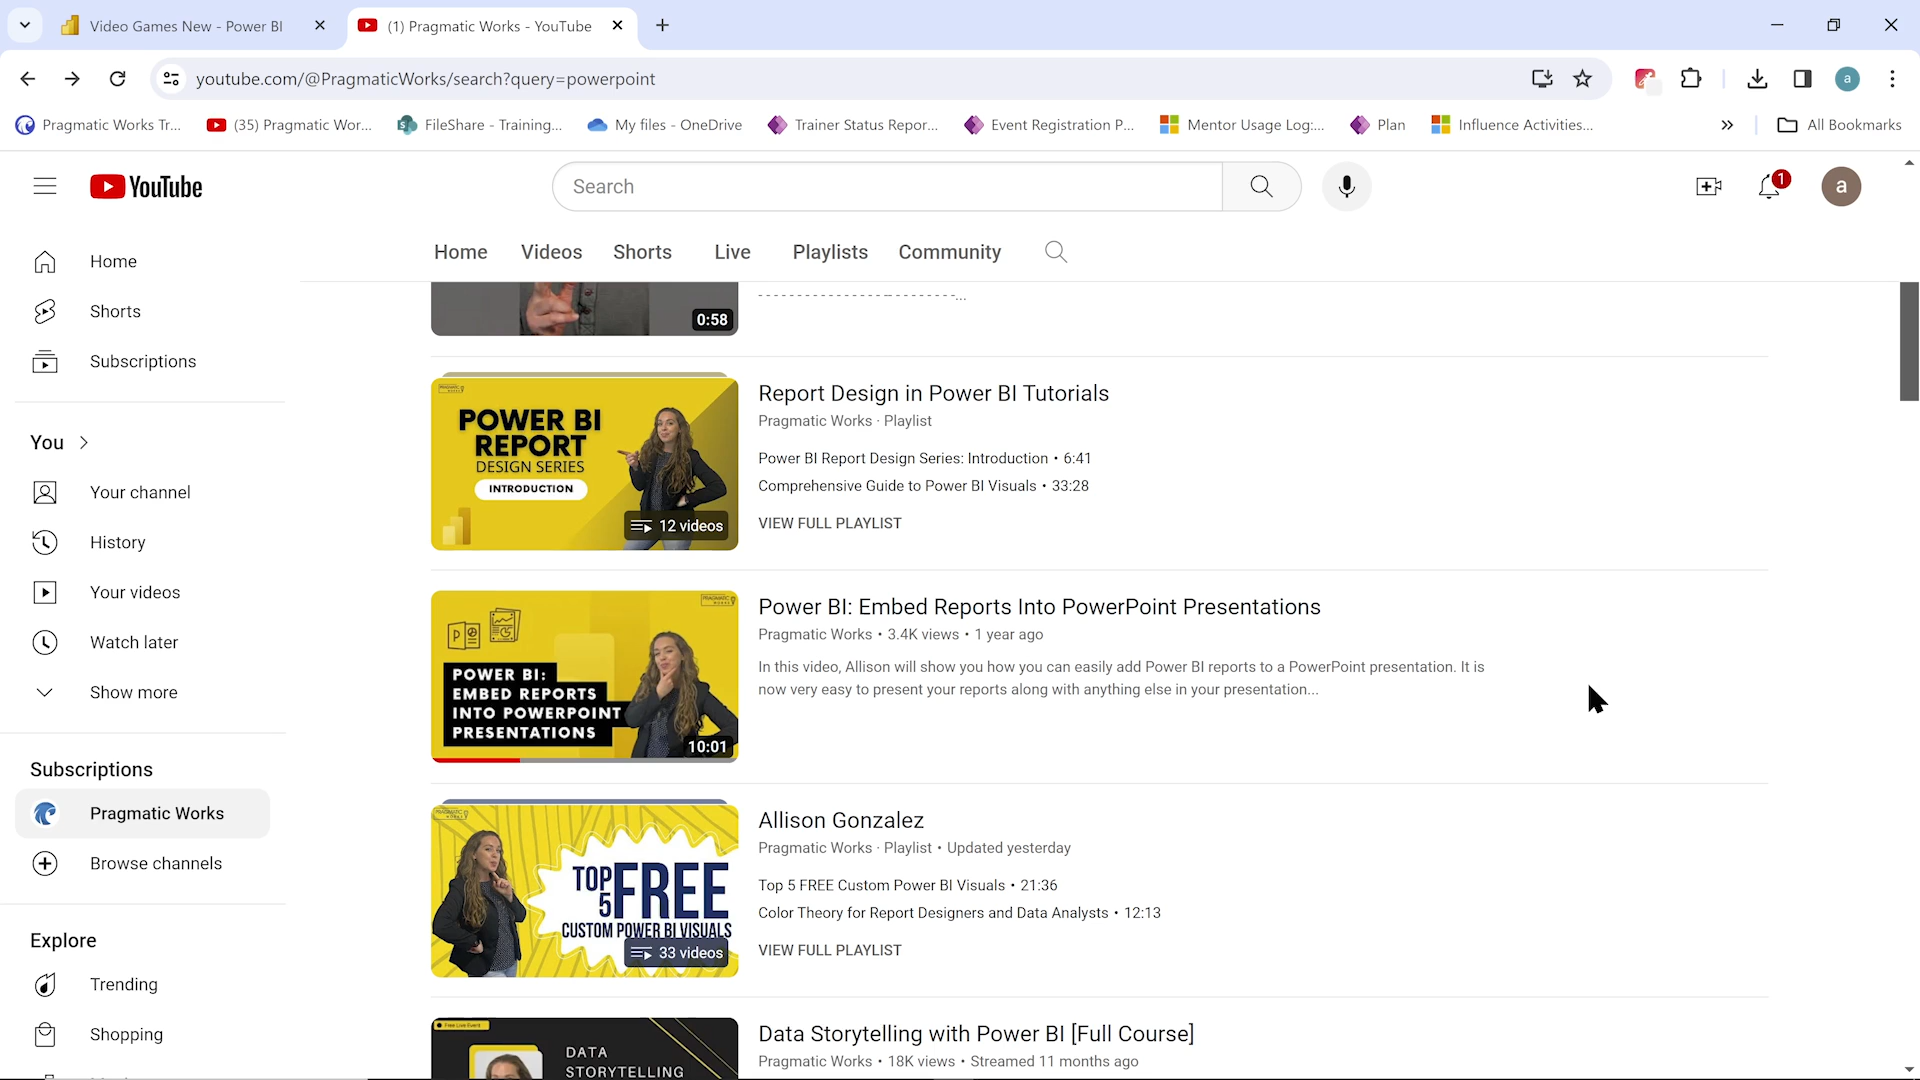 Video Games New - Power BI
(1) Pragmatic Works - YouTube
youtube.com/@PragmaticWorks/search?query=powerpoint
a
Pragmatic Works Tr...
(35) Pragmatic Wor...
FileShare - Training,...
My files - OneDrive
Trainer Status Repor...
Event Registration P...
Mentor Usage Log:...
Plan
Influence Activities...
All Bookmarks
YouTube
Search
1
a
Home
Videos
Shorts
Live
Playlists
Community
Home
Shorts
Subscriptions
You
Your channel
History
Your videos
Watch later
Show more
Subscriptions
Pragmatic Works
Browse channels
Explore
Trending
Shopping
0:58
-------------------------...
POWER BI
REPORT
DESIGN SERIES
INTRODUCTION
12 videos
Report Design in Power BI Tutorials
Pragmatic Works · Playlist
Power BI Report Design Series: Introduction • 6:41
Comprehensive Guide to Power BI Visuals • 33:28
VIEW FULL PLAYLIST
PRAGMATIC
WORKS
P
POWER BI:
EMBED REPORTS
INTO POWERPOINT
PRESENTATIONS
10:01
Power BI: Embed Reports Into PowerPoint Presentations
Pragmatic Works • 3.4K views • 1 year ago
In this video, Allison will show you how you can easily add Power BI reports to a PowerPoint presentation. It is
now very easy to present your reports along with anything else in your presentation...
TOP
5 FREE
CUSTOM POWER BI VISUALS
33 videos
Allison Gonzalez
Pragmatic Works · Playlist • Updated yesterday
Top 5 FREE Custom Power BI Visuals • 21:36
Color Theory for Report Designers and Data Analysts • 12:13
VIEW FULL PLAYLIST
Free Live Event
DATA
STORYTELLING
Data Storytelling with Power BI [Full Course]
Pragmatic Works • 18K views • Streamed 11 months ago